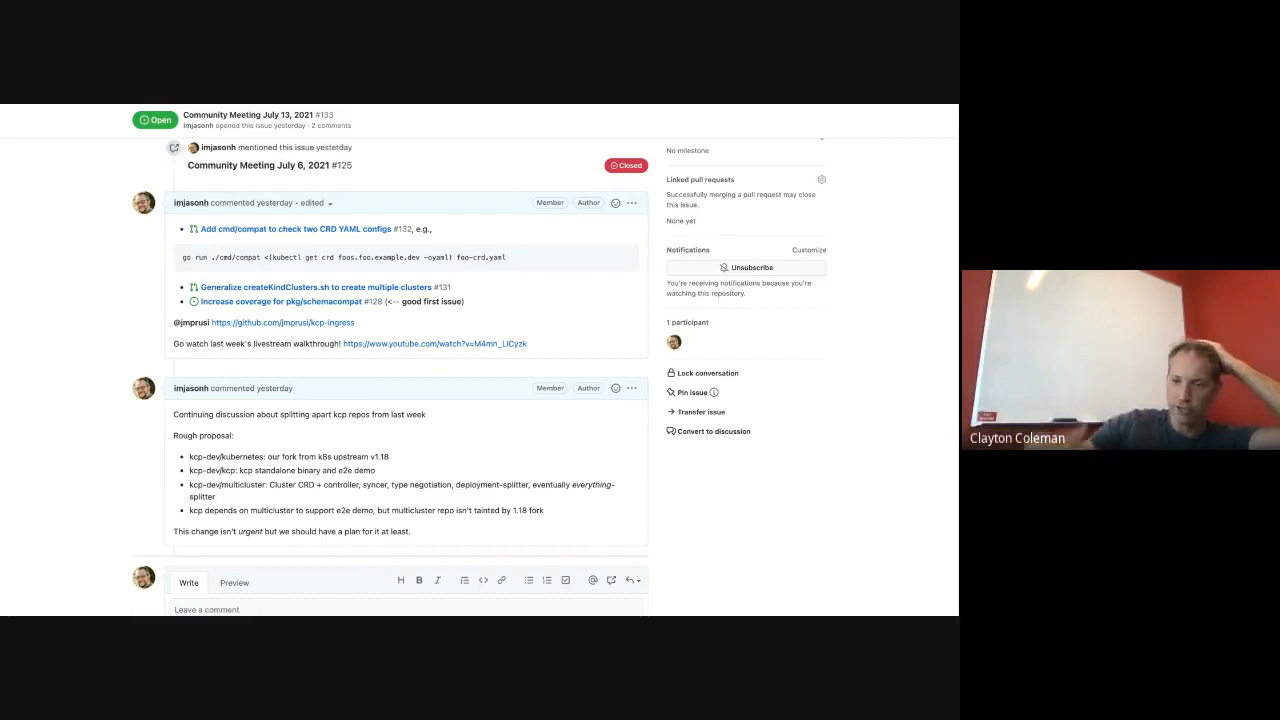 Open
Community Meeting July 13, 2021 #133
imjasonh opened this issue yesterday · 2 comments
imjasonh mentioned this issue yesterday
Community Meeting July 6, 2021 #125
Closed
imjasonh commented yesterday · edited
Member
Author
Add cmd/compat to check two CRD YAML configs #132, e.g.,
go run ./cmd/compat <(kubectl get crd foos.foo.example.dev -oyaml) foo-crd.yaml
Generalize createKindClusters.sh to create multiple clusters #131
Increase coverage for pkg/schemacompat #128 (<-- good first issue)
@jmprusi https://github.com/jmprusi/kcp-ingress
Go watch last week's livestream walkthrough! https://www.youtube.com/watch?v=M4mn_LlCyzk
imjasonh commented yesterday
Member
Author
Continuing discussion about splitting apart kcp repos from last week
Rough proposal:
kcp-dev/kubernetes: our fork from k8s upstream v1.18
kcp-dev/kcp: kcp standalone binary and e2e demo
kcp-dev/multicluster: Cluster CRD + controller, syncer, type negotiation, deployment-splitter, eventually everything-
splitter
kcp depends on multicluster to support e2e demo, but multicluster repo isn't tainted by 1.18 fork
This change isn't urgent but we should have a plan for it at least.
Write
Preview
Leave a comment
No milestone
Linked pull requests
Successfully merging a pull request may close
this issue.
None yet
Notifications
Customize
Unsubscribe
You're receiving notifications because you're
watching this repository.
1 participant
Lock conversation
Pin issue
Transfer issue
Convert to discussion
Clayton Coleman